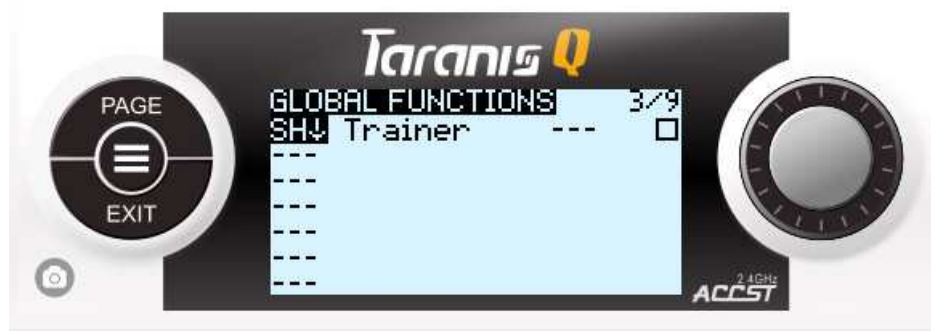 Taranis Q
PAGE
EXIT
GLOBAL FUNCTIONS 3/9
SH↓ Trainer --- □
---
---
---
---
---
---
2.4GHz
ACCST